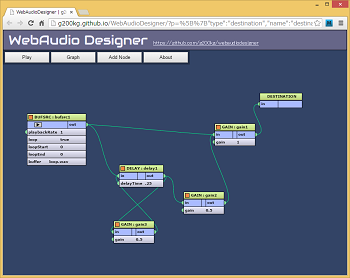 WebAudioDesigner | g200
g200kg.github.io/WebAudioDesigner/?p=%5B%7B"type":"destination","name":"destin
WebAudio Designer https://github.com/g200kg/webaudiodesigner
Play Graph Add Node About
DESTINATION
in
BUFSRC : bufsrc1
out
playbackRate 1
loop true
loopStart 0
loopEnd 0
buffer loop.wav
GAIN : gain1
in out
gain 1
DELAY : delay1
in out
delayTime .25
GAIN : gain2
in out
gain 0.5
GAIN : gain3
in out
gain 0.5